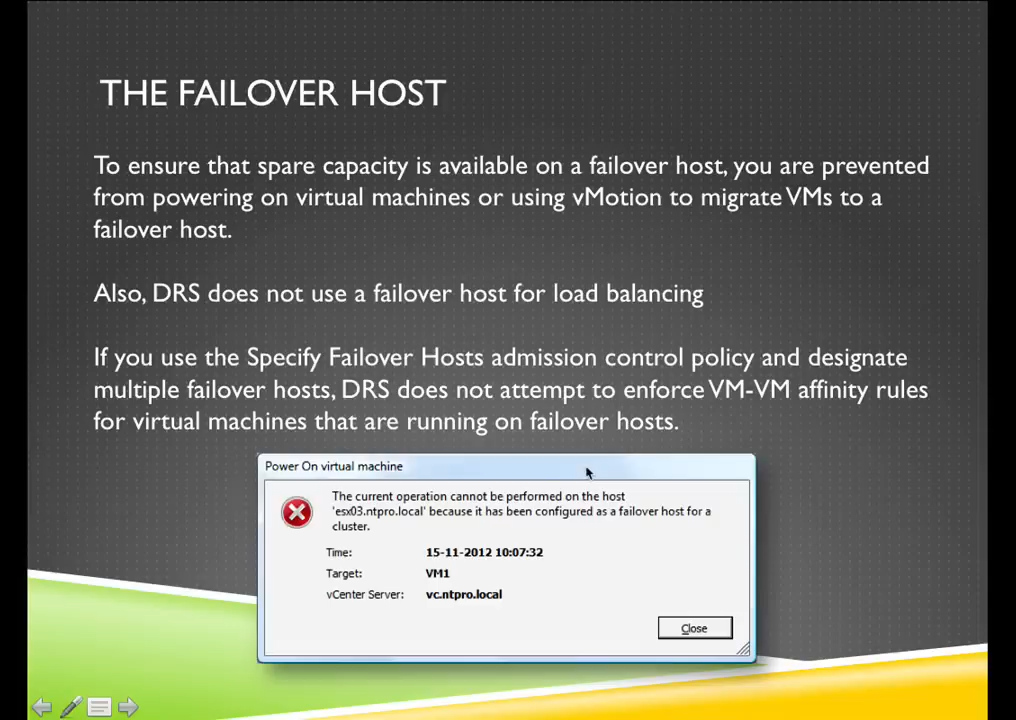 THE FAILOVER HOST
To ensure that spare capacity is available on a failover host, you are prevented
from powering on virtual machines or using vMotion to migrate VMs to a
failover host.
Also, DRS does not use a failover host for load balancing
If you use the Specify Failover Hosts admission control policy and designate
multiple failover hosts, DRS does not attempt to enforce VM-VM affinity rules
for virtual machines that are running on failover hosts.
Power On virtual machine
The current operation cannot be performed on the host
'esx03.ntpro.local' because it has been configured as a failover host for a
cluster.
Time: 15-11-2012 10:07:32
Target: VM1
vCenter Server: vc.ntpro.local
Close